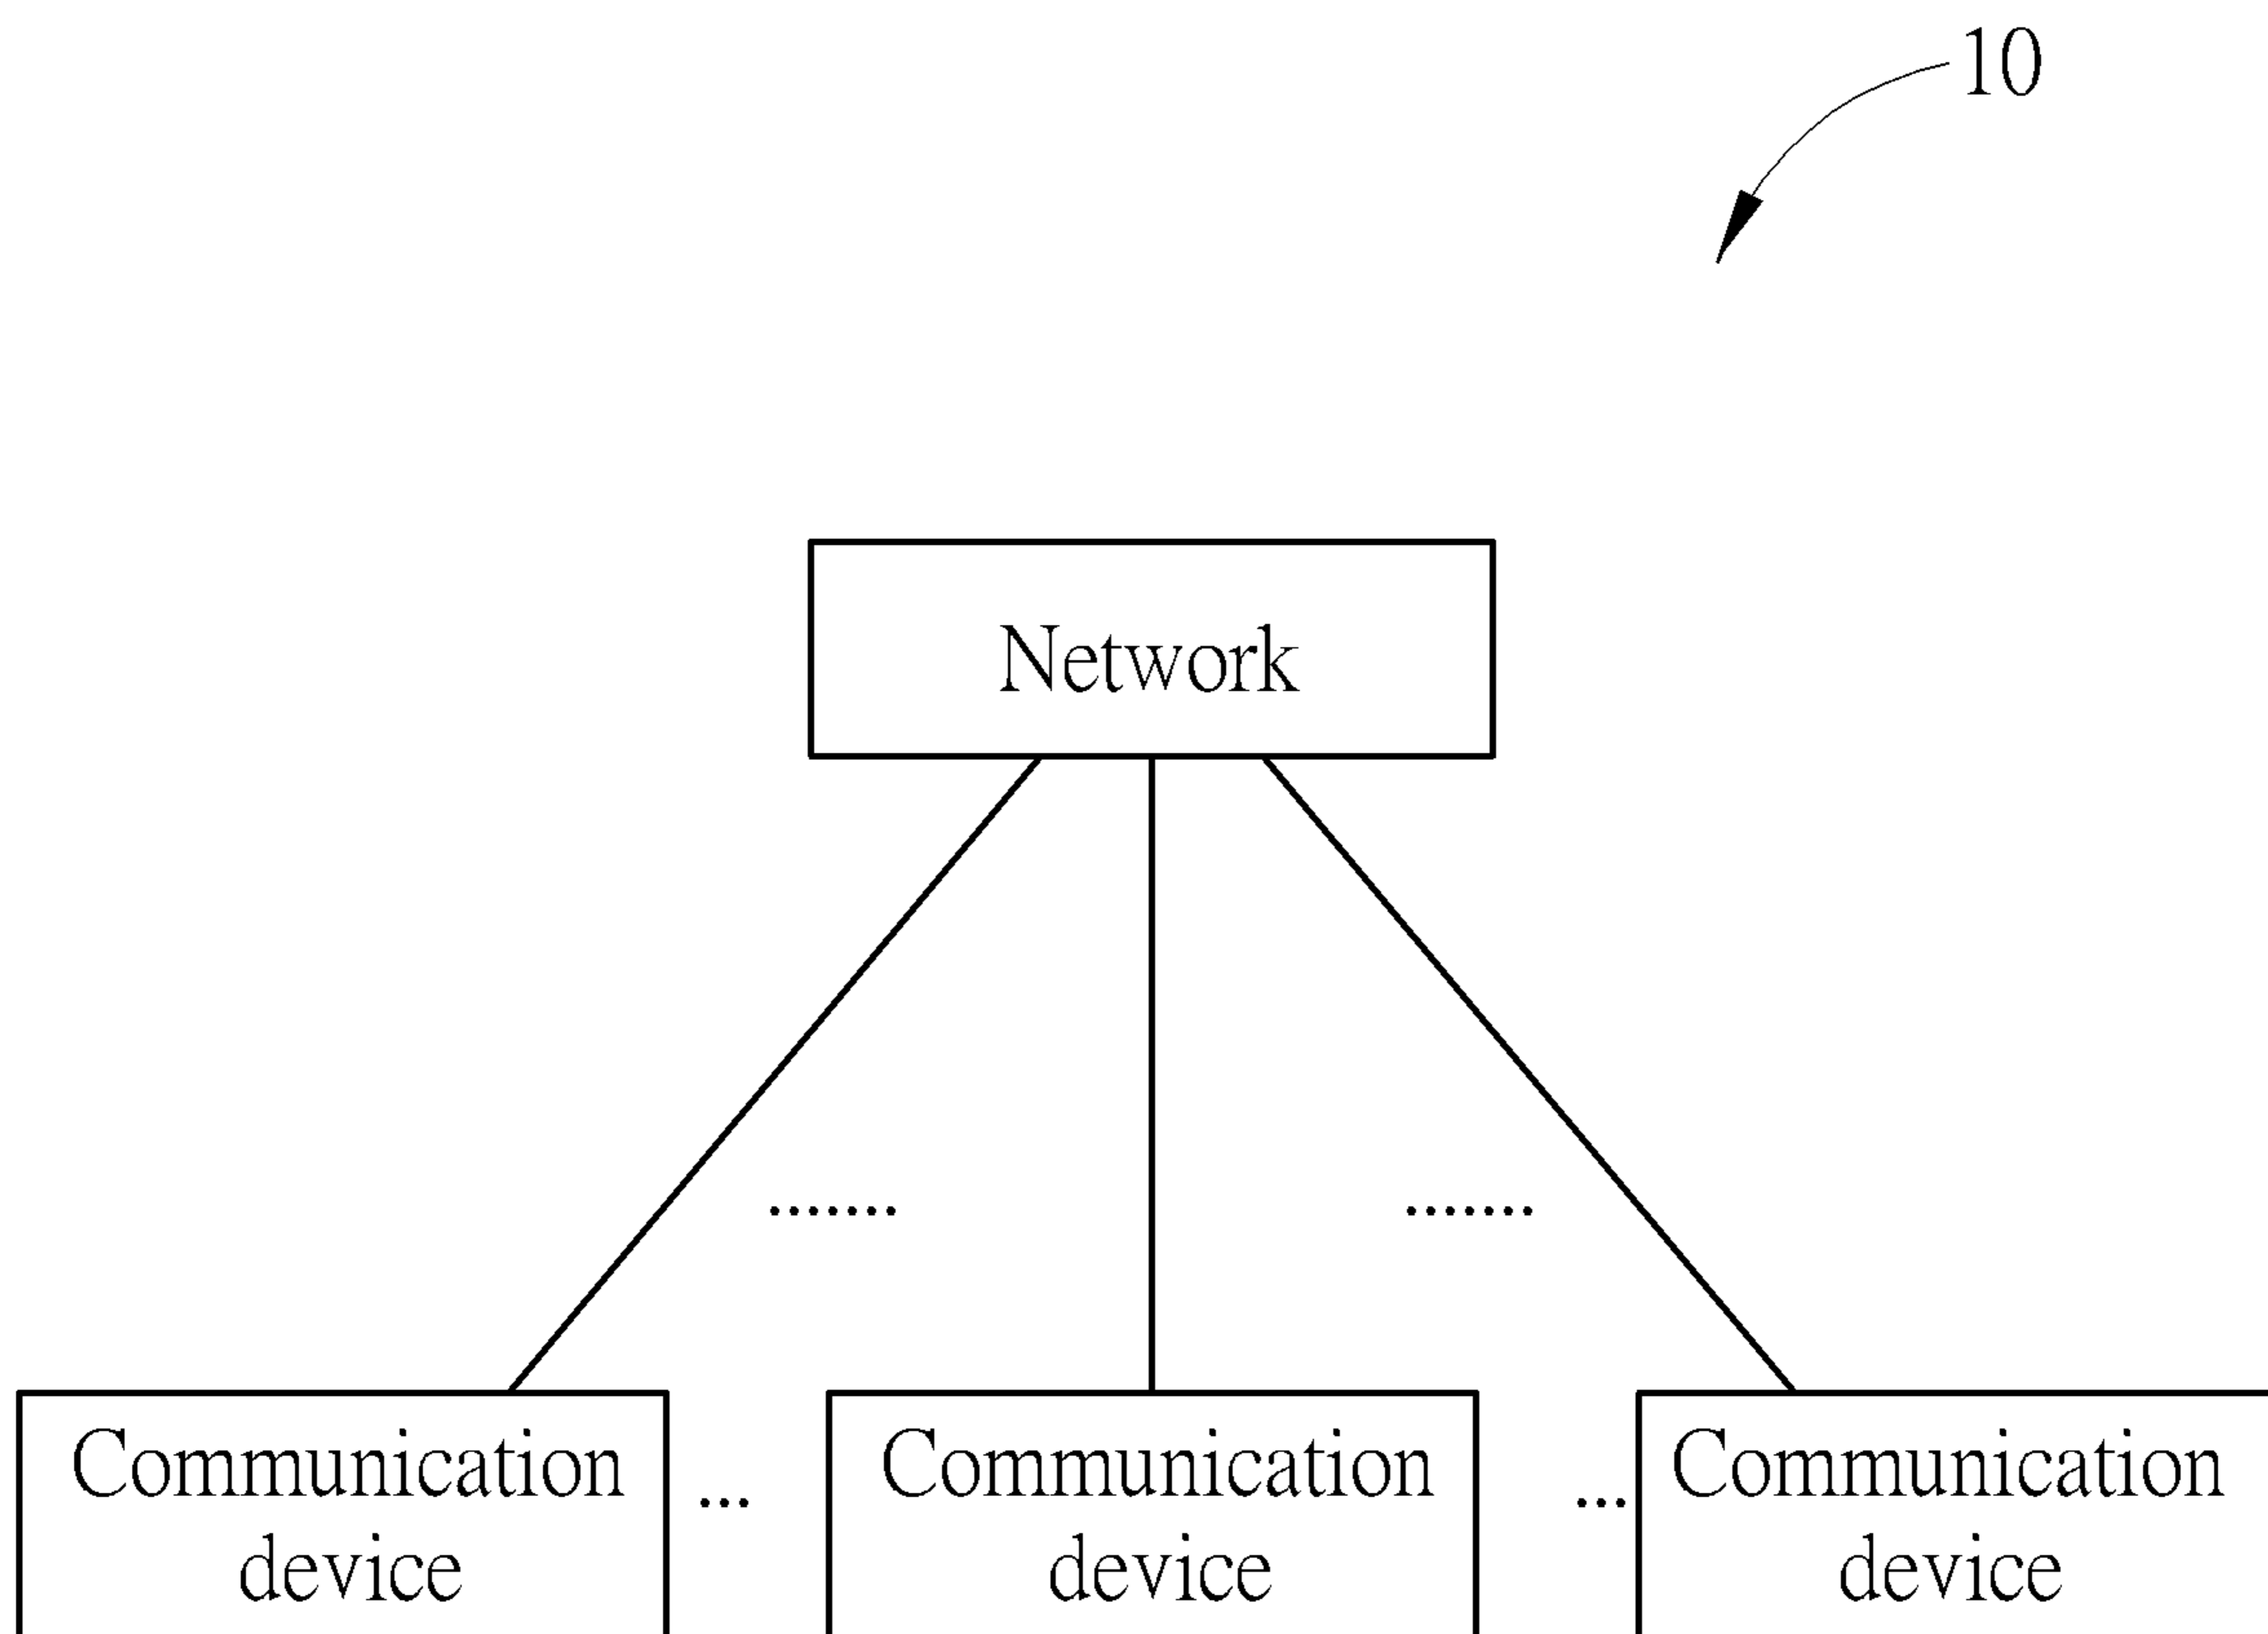 10
Network
.......
.......
Communication
device
...
Communication
device
...
Communication
device